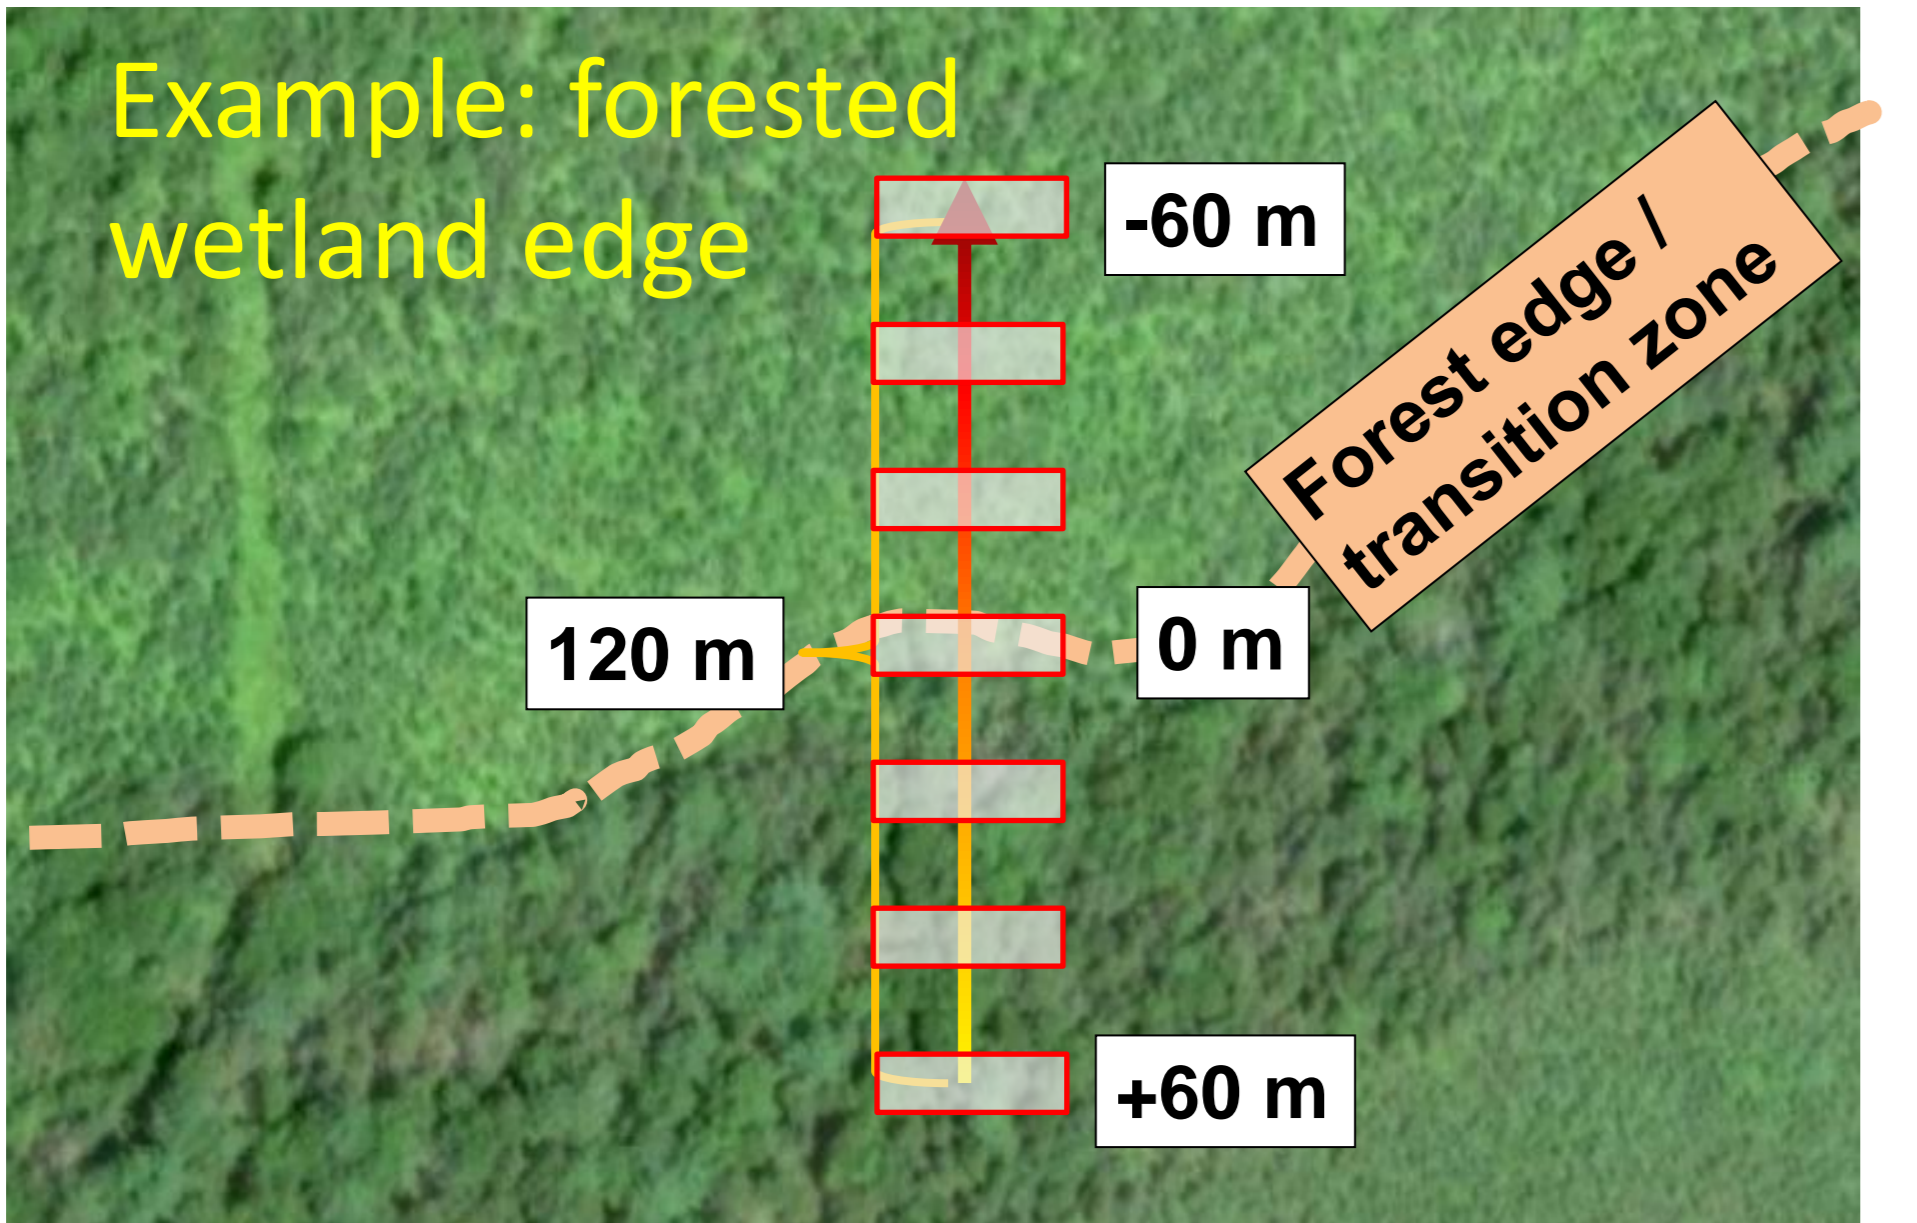 Example: forested
wetland edge
-60 m
Forest edge /
transition zone
120 m
0 m
+60 m